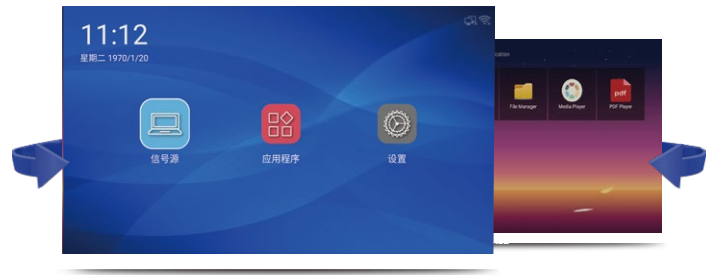 11:12
星期二 1970/1/20
信号源
应用程序
设置
File Manager
Media Player
pdf
PDF Player